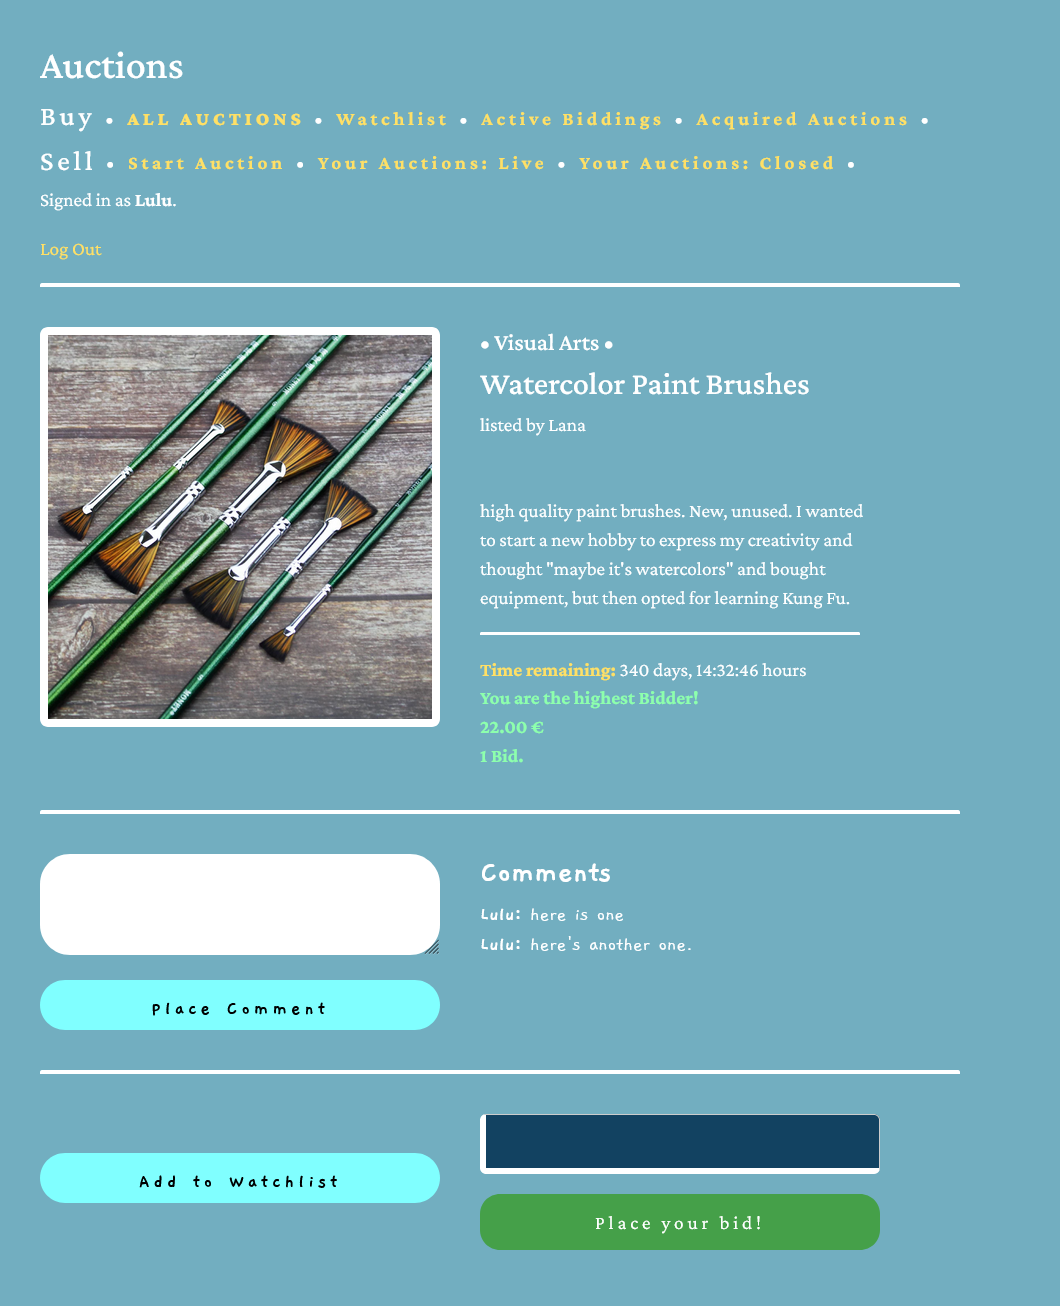 Auctions
Buy • ALL AUCTIONS • Watchlist • Active Biddings • Acquired Auctions •
Sell • Start Auction • Your Auctions: Live • Your Auctions: Closed •
Signed in as Lulu.
Log Out
• Visual Arts •
Watercolor Paint Brushes
listed by Lana
high quality paint brushes. New, unused. I wanted
to start a new hobby to express my creativity and
thought "maybe it's watercolors" and bought
equipment, but then opted for learning Kung Fu.
Time remaining: 340 days, 14:32:46 hours
You are the highest Bidder!
22.00 €
1 Bid.
Comments
Lulu: here is one
Lulu: here's another one.
Place Comment
Add to Watchlist
Place your bid!